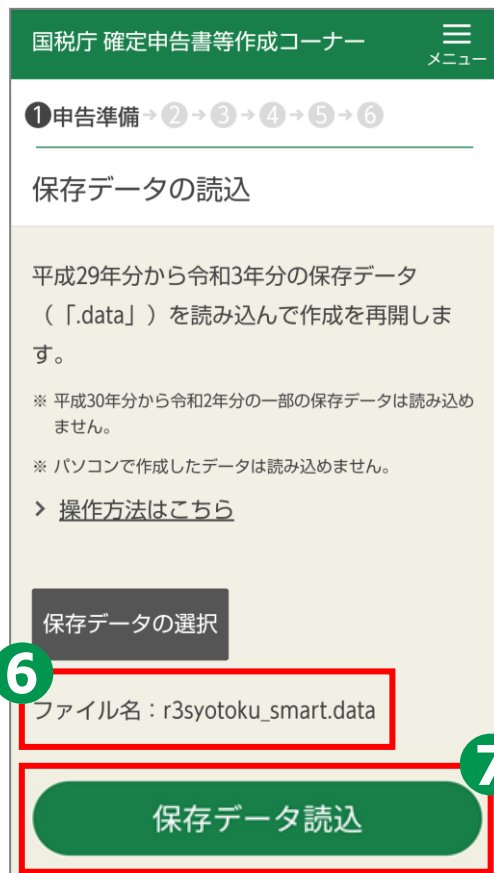 国税庁 確定申告書等作成コーナー
メニュー
1申告準備→2→3→4→5→6
保存データの読込
平成29年分から令和3年分の保存データ
（「.data」）を読み込んで作成を再開しま
す。
※ 平成30年分から令和2年分の一部の保存データは読み込め
ません。
※ パソコンで作成したデータは読み込めません。
> 操作方法はこちら
保存データの選択
6
ファイル名：r3syotoku_smart.data
7
保存データ読込